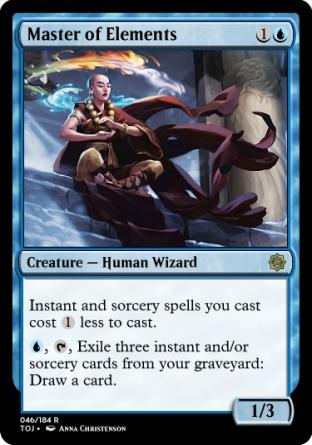 Master of Elements 1
Creature — Human Wizard
Instant and sorcery spells you cast
cost 1 less to cast.
, , Exile three instant and/or
sorcery cards from your graveyard:
Draw a card.
1/3
046/184 R
TOJ • Anna Christenson